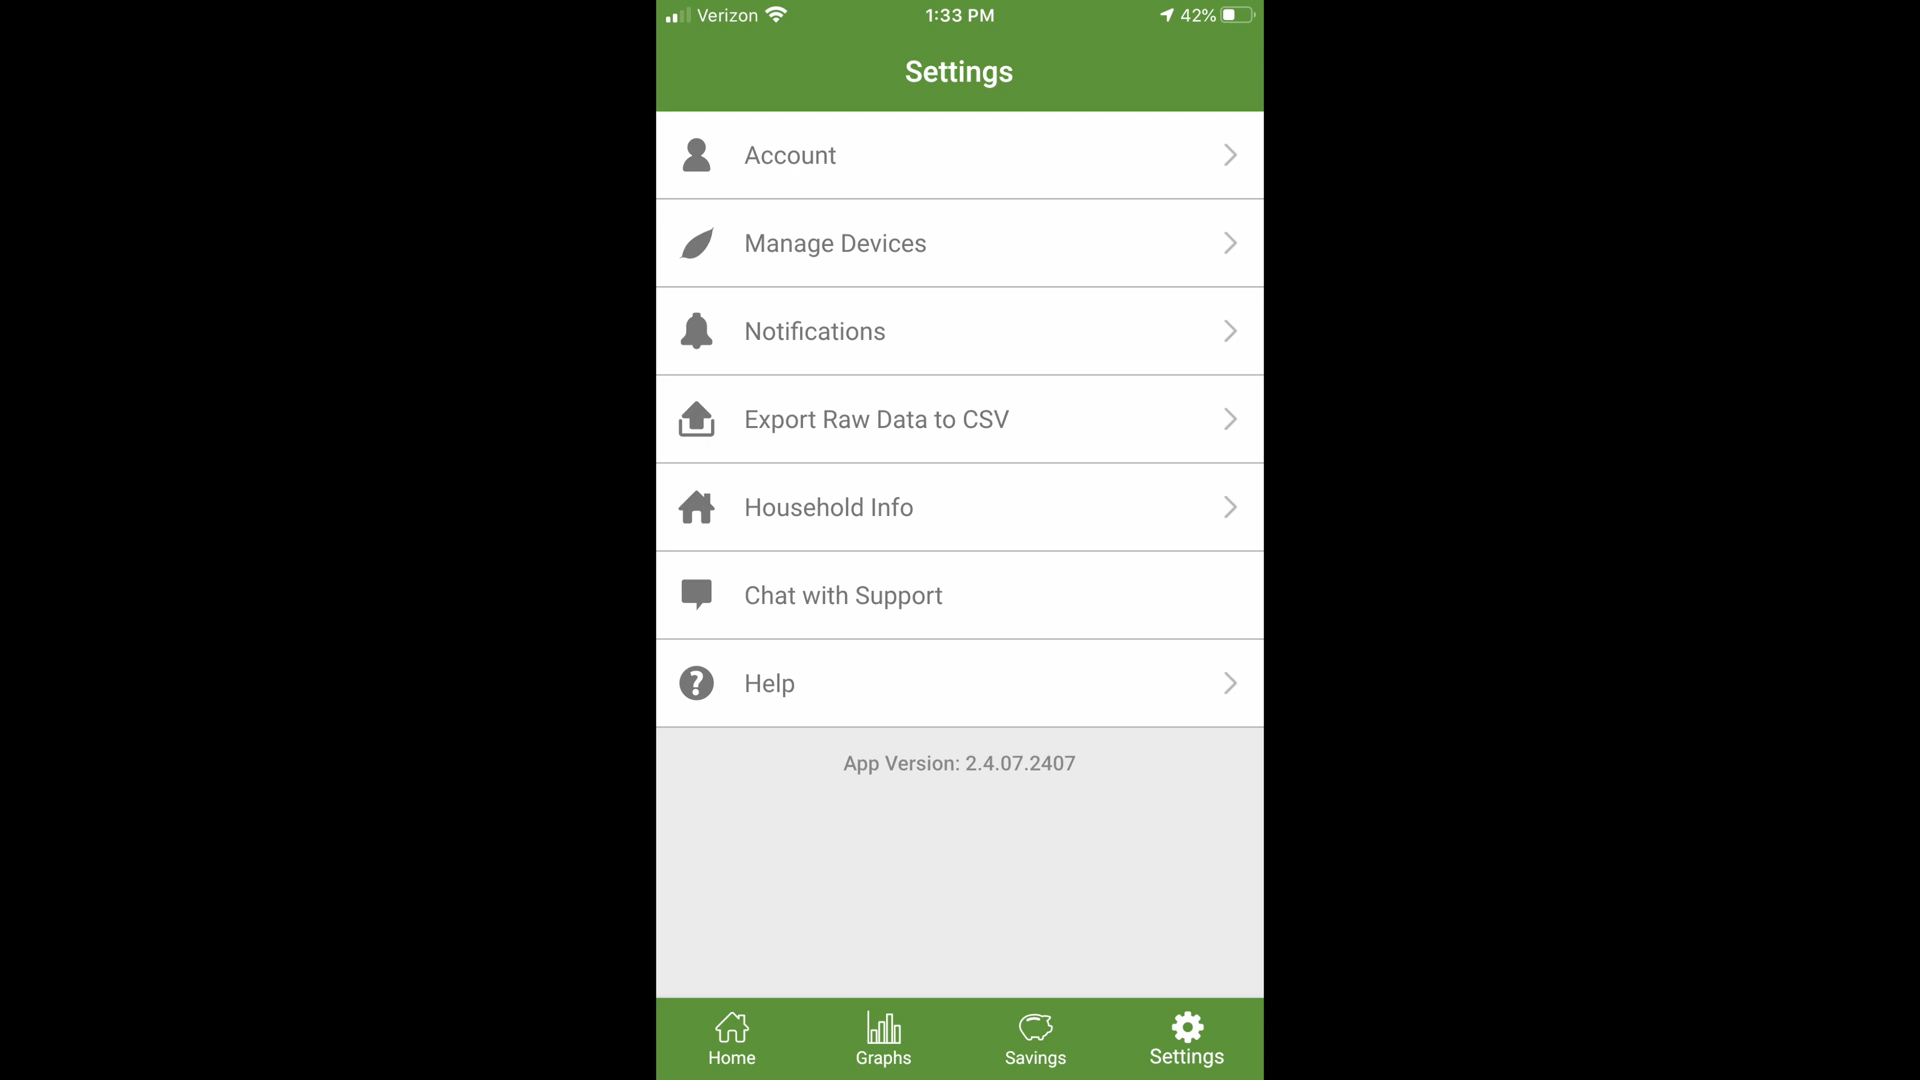 Verizon 1:33 PM 42%
Settings
Account
Manage Devices
Notifications
Export Raw Data to CSV
Household Info
Chat with Support
Help
App Version: 2.4.07.2407
Home Graphs Savings Settings